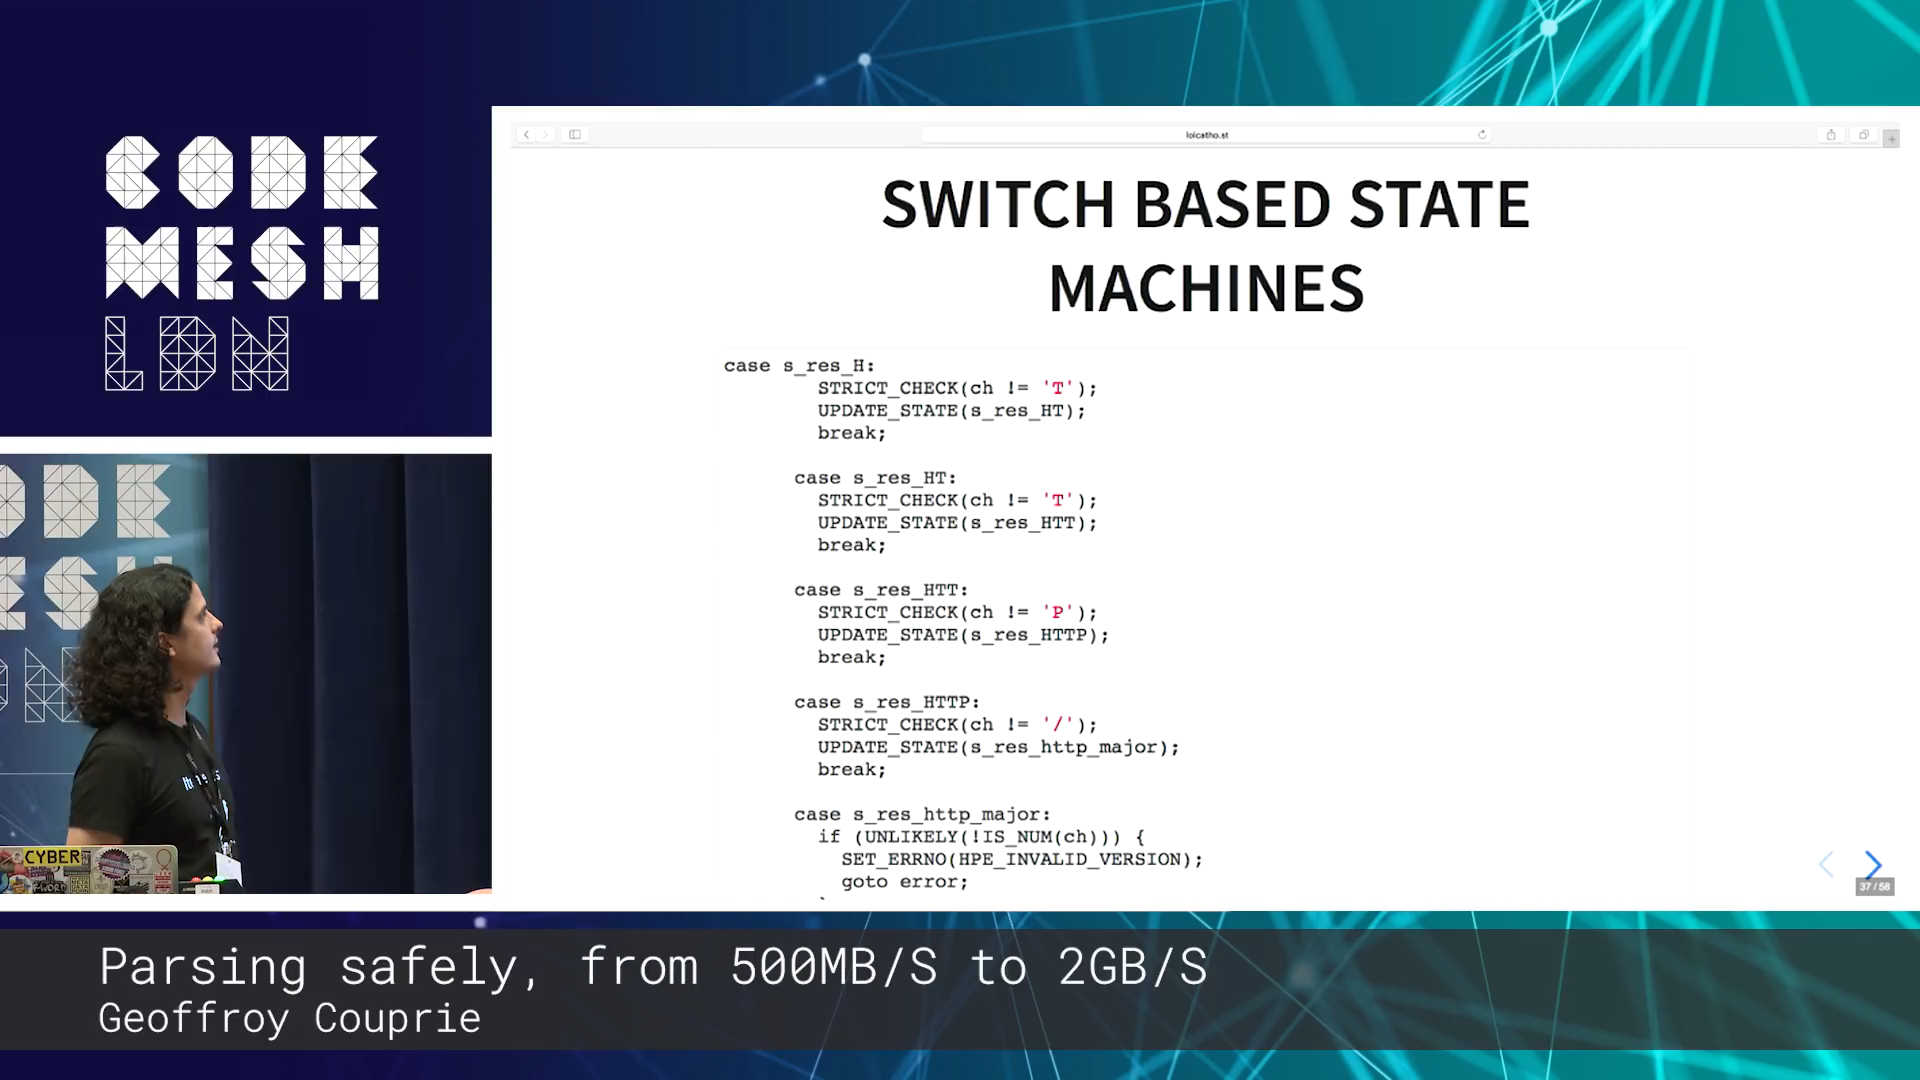 CODE
MESH
LDN
lolcatho.st
SWITCH BASED STATE
MACHINES
case s_res_H:
STRICT_CHECK(ch != 'T');
UPDATE_STATE(s_res_HT);
break;
case s_res_HT:
STRICT_CHECK(ch != 'T');
UPDATE_STATE(s_res_HTT);
break;
case s_res_HTT:
STRICT_CHECK(ch != 'P');
UPDATE_STATE(s_res_HTTP);
break;
case s_res_HTTP:
STRICT_CHECK(ch != '/');
UPDATE_STATE(s_res_http_major);
break;
case s_res_http_major:
if (UNLIKELY(!IS_NUM(ch))) {
SET_ERRNO(HPE_INVALID_VERSION);
goto error;
37 / 58
CYBER
Parsing safely, from 500MB/S to 2GB/S
Geoffroy Couprie